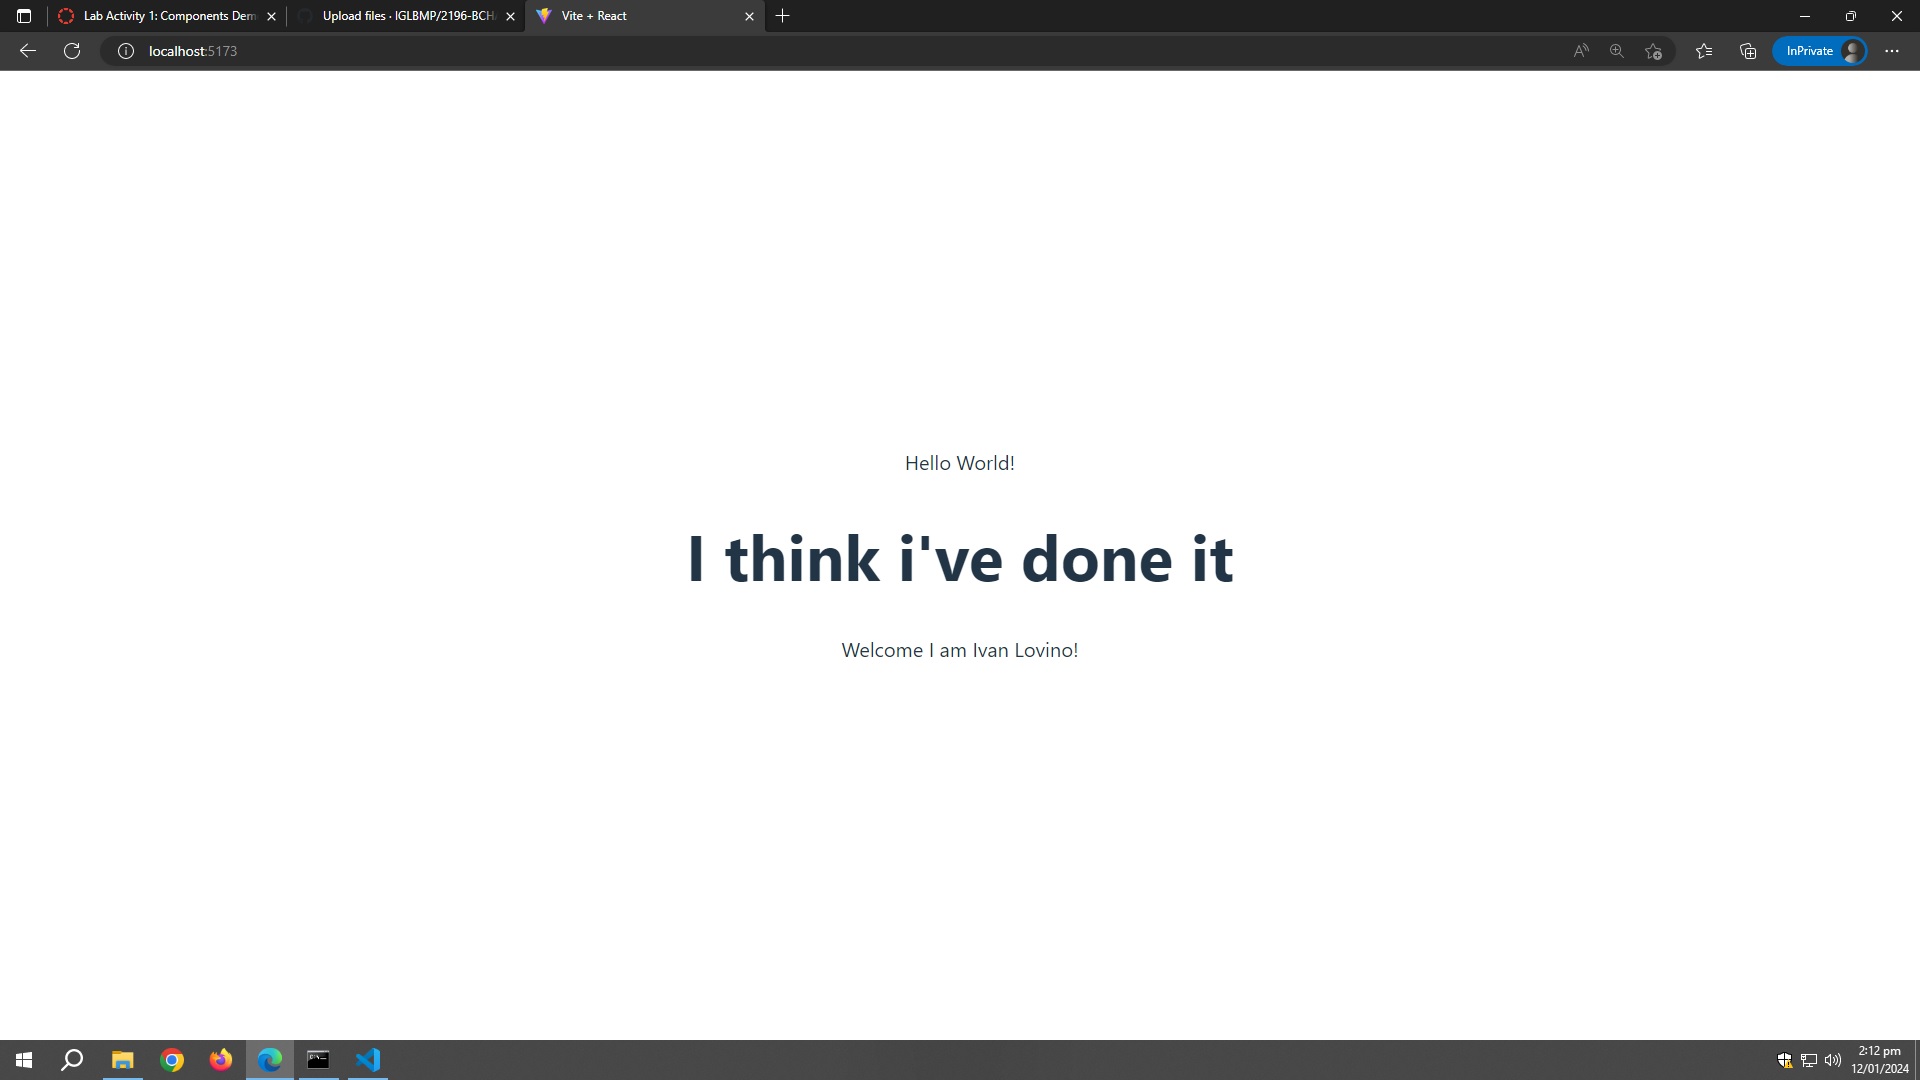 Lab Activity 1: Components Dem
Upload files · IGLBMP/2196-BCH
Vite + React
localhost:5173
InPrivate
Hello World!
I think i've done it
Welcome I am Ivan Lovino!
2:12 pm
12/01/2024